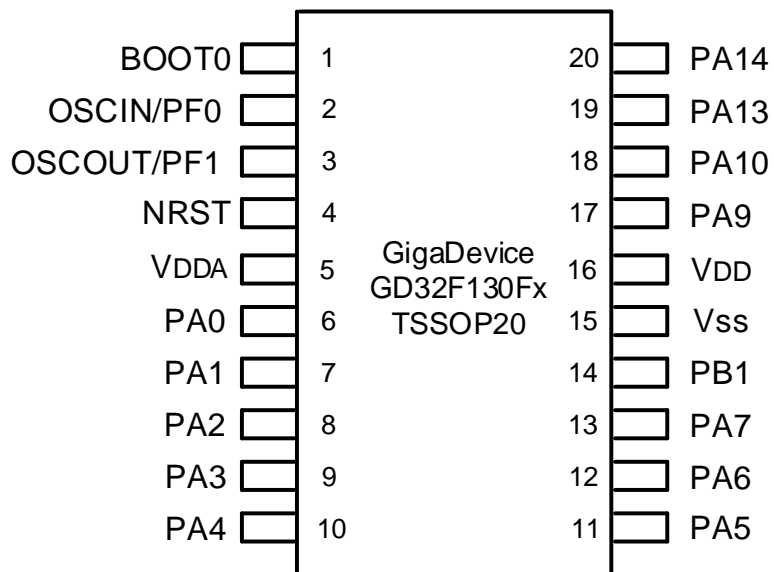 BOOT0 1 20 PA14
OSCIN/PF0 2 19 PA13
OSCOUT/PF1 3 18 PA10
NRST 4 17 PA9
VDDA 5 16 VDD
PA0 6 15 Vss
PA1 7 14 PB1
PA2 8 13 PA7
PA3 9 12 PA6
PA4 10 11 PA5
GigaDevice
GD32F130Fx
TSSOP20